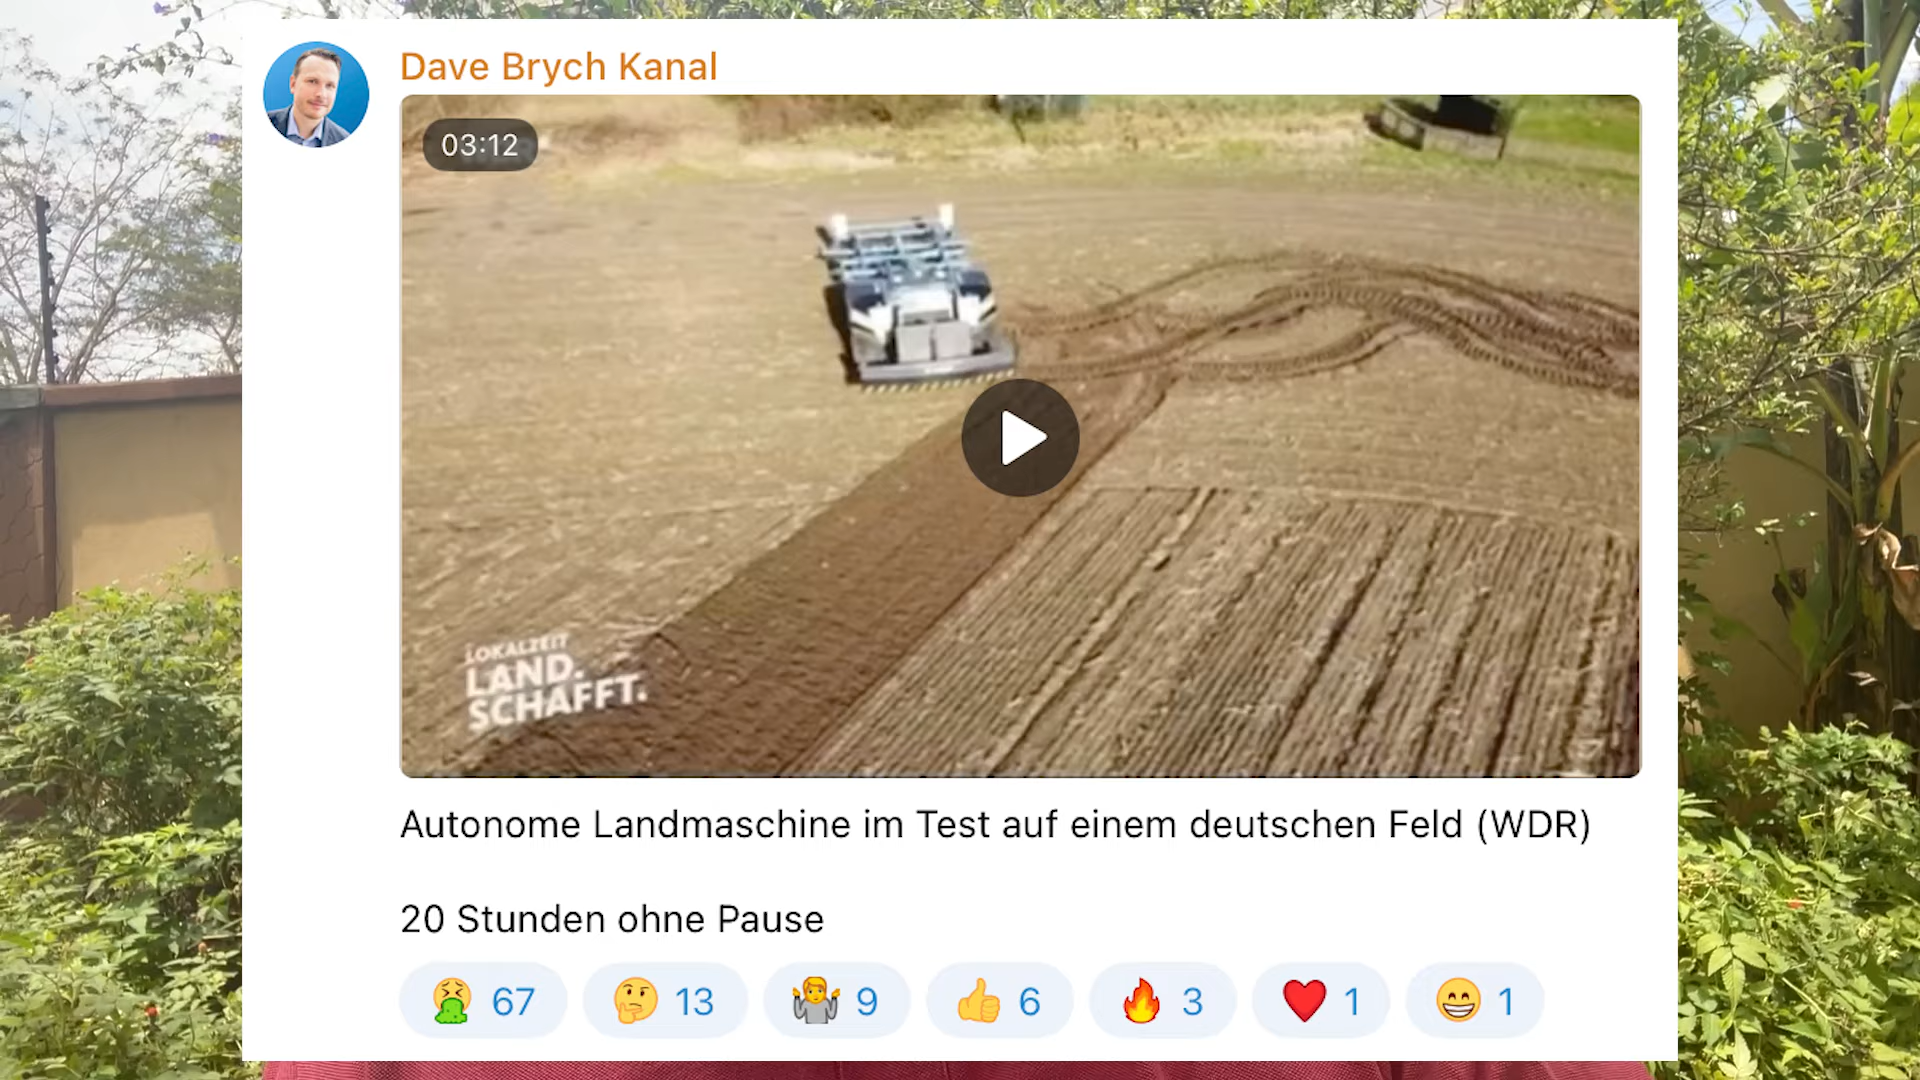 Dave Brych Kanal
03:12
LOKALZEIT
LAND.
SCHAFFT.
Autonome Landmaschine im Test auf einem deutschen Feld (WDR)
20 Stunden ohne Pause
67 13 9 6 3 1 1